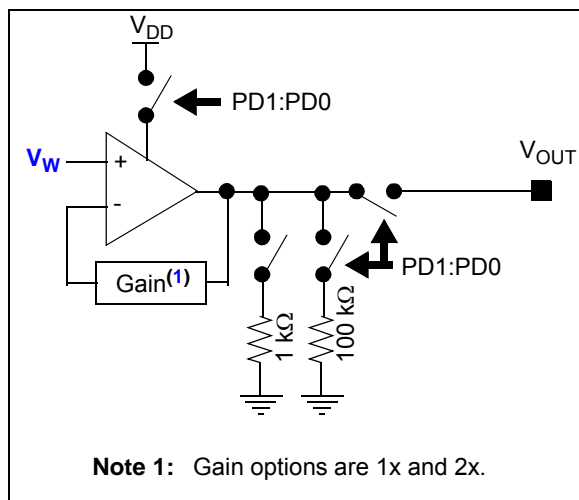 VDD
PD1:PD0
VW
VOUT
+
-
PD1:PD0
Gain(1)
1 kΩ
100 kΩ
Note 1: Gain options are 1x and 2x.